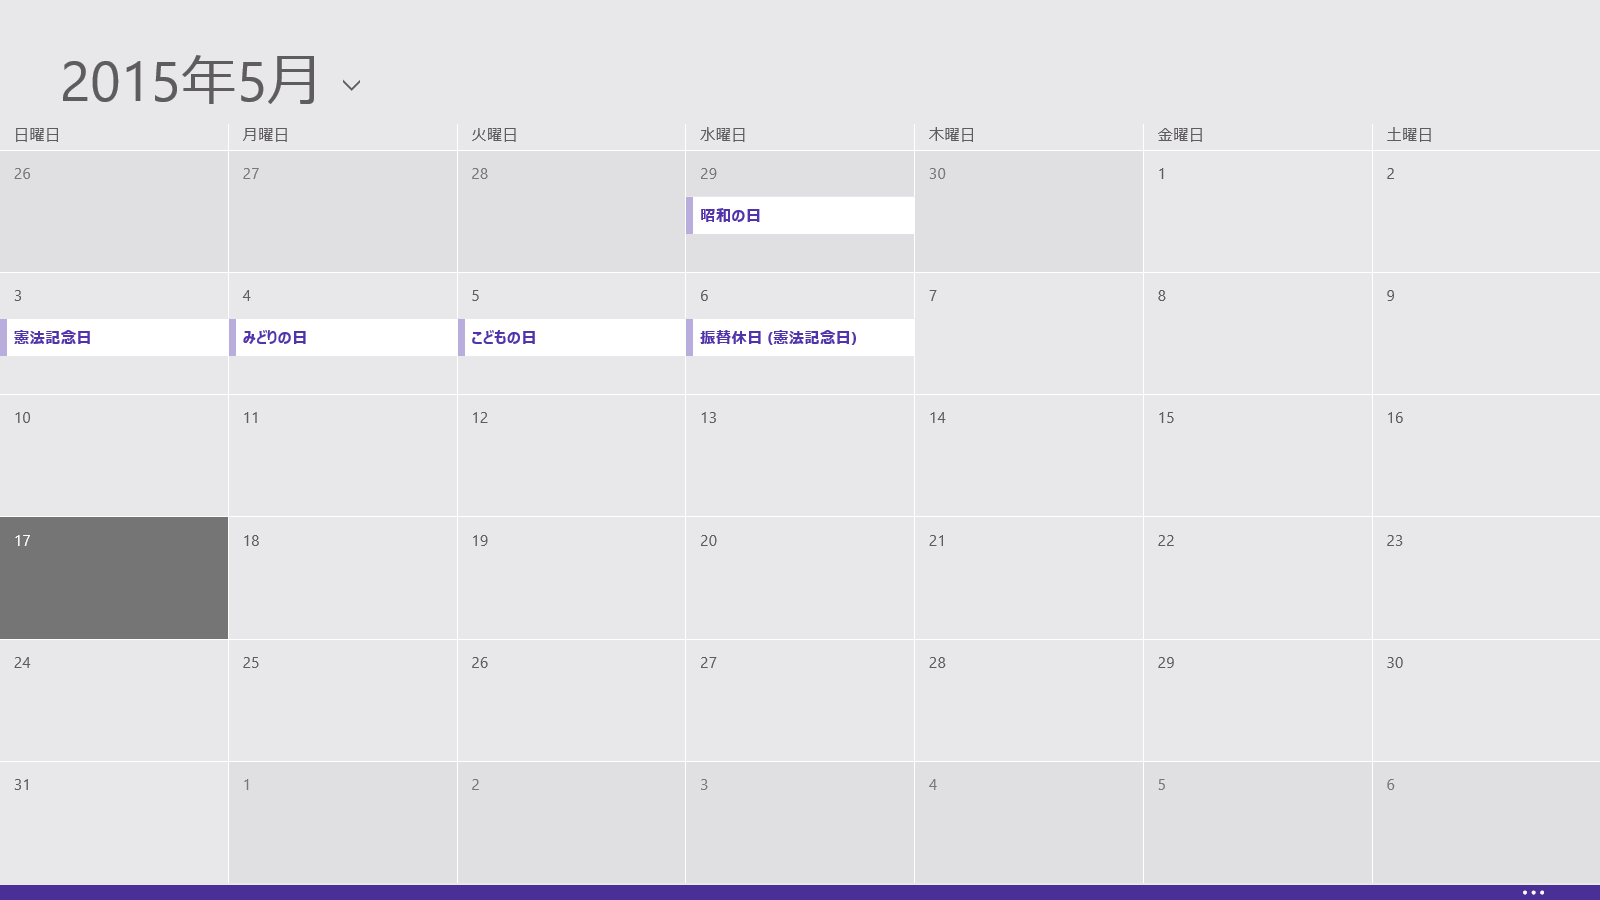 2015年5月
日曜日 月曜日 火曜日 水曜日 木曜日 金曜日 土曜日
26 27 28 29 30 1 2
昭和の日
3 4 5 6 7 8 9
憲法記念日 みどりの日 こどもの日 振替休日 (憲法記念日)
10 11 12 13 14 15 16
17 18 19 20 21 22 23
24 25 26 27 28 29 30
31 1 2 3 4 5 6